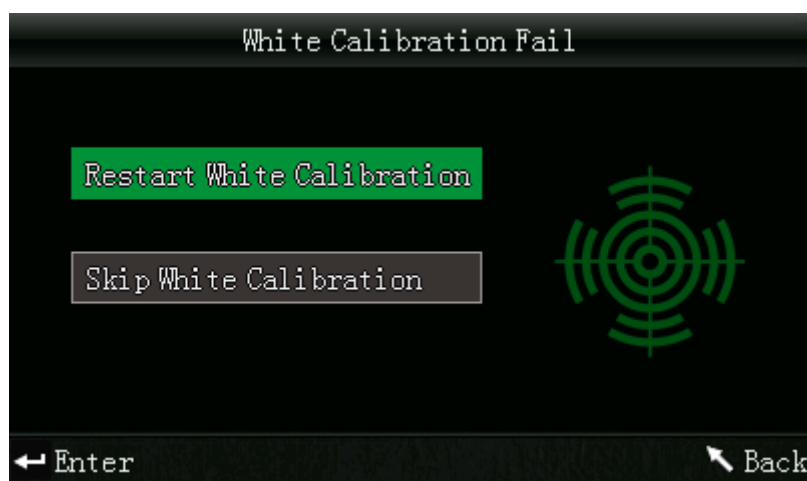 White Calibration Fail
Restart White Calibration
Skip White Calibration
Enter
Back